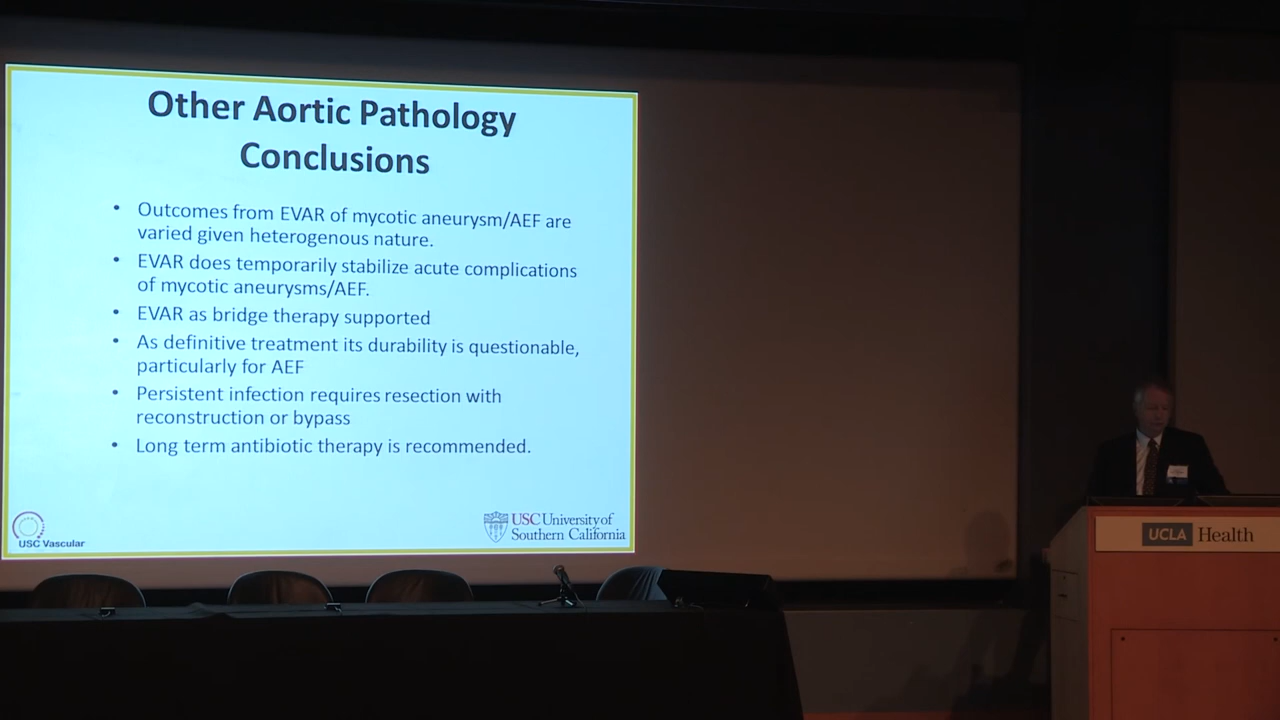 Other Aortic Pathology
Conclusions
• Outcomes from EVAR of mycotic aneurysm/AEF are
varied given heterogenous nature.
• EVAR does temporarily stabilize acute complications
of mycotic aneurysms/AEF.
• EVAR as bridge therapy supported
• As definitive treatment its durability is questionable,
particularly for AEF
• Persistent infection requires resection with
reconstruction or bypass
• Long term antibiotic therapy is recommended.
USC Vascular
USC University of
Southern California
UCLA Health